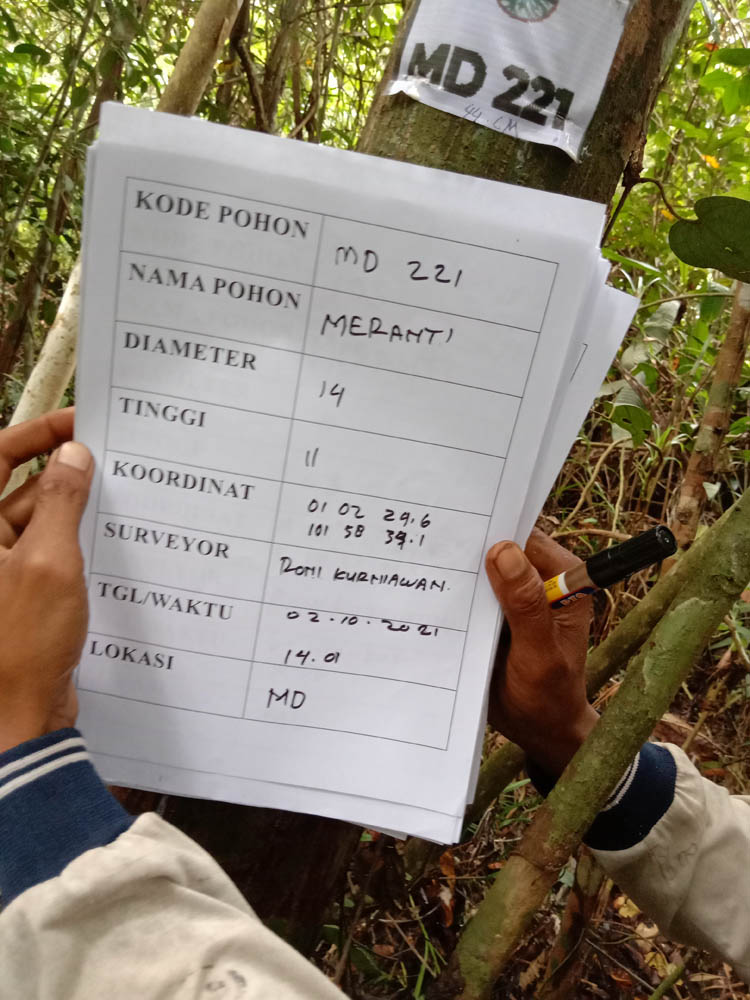 MD 221
44 CM
KODE POHON MD 221
NAMA POHON MERANTI
DIAMETER 14
TINGGI 11
KOORDINAT 01 02 29.6
101 58 39.1
SURVEYOR ROMI KURNIAWAN.
TGL/WAKTU 02.10.2021
14.01
LOKASI MD